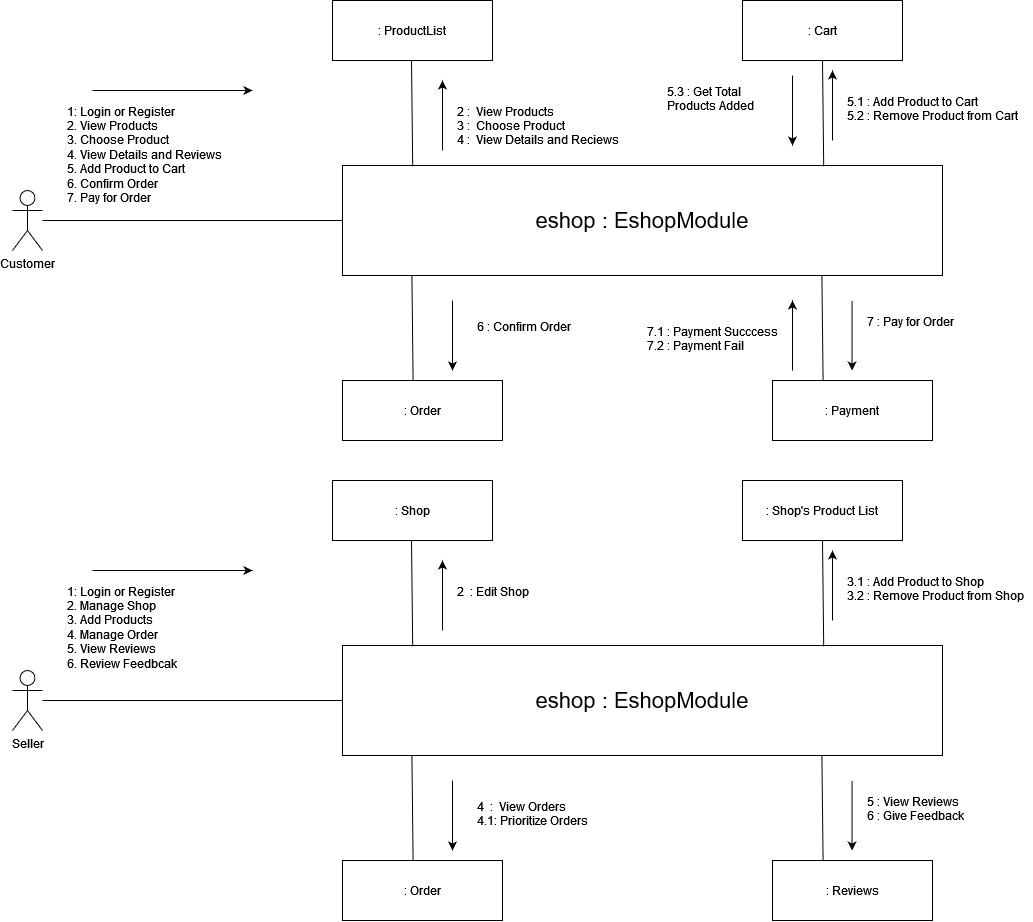 : ProductList
: Cart
1: Login or Register
2. View Products
3. Choose Product
4. View Details and Reviews
5. Add Product to Cart
6. Confirm Order
7. Pay for Order
2 : View Products
3 : Choose Product
4 : View Details and Reciews
5.3 : Get Total
Products Added
5.1 : Add Product to Cart
5.2 : Remove Product from Cart
Customer
eshop : EshopModule
6 : Confirm Order
7.1 : Payment Succcess
7.2 : Payment Fail
7 : Pay for Order
: Order
: Payment
: Shop
: Shop's Product List
1: Login or Register
2. Manage Shop
3. Add Products
4. Manage Order
5. View Reviews
6. Review Feedbcak
2 : Edit Shop
3.1 : Add Product to Shop
3.2 : Remove Product from Shop
Seller
eshop : EshopModule
4 : View Orders
4.1: Prioritize Orders
5 : View Reviews
6 : Give Feedback
: Order
: Reviews